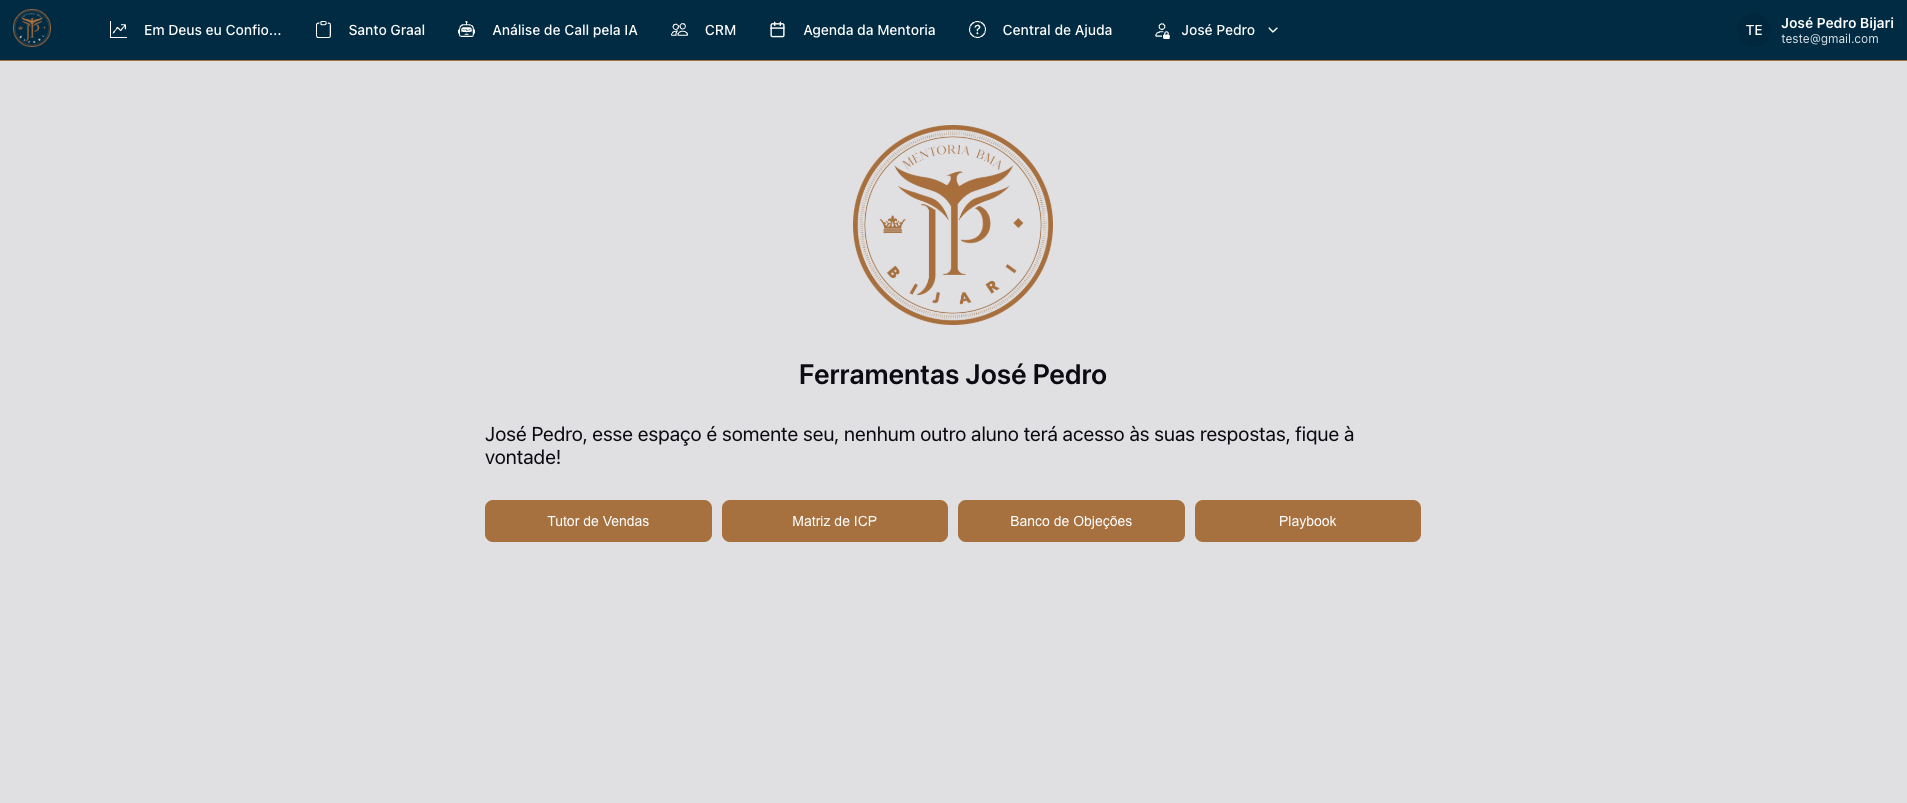 Em Deus eu Confio...
Santo Graal
Análise de Call pela IA
CRM
Agenda da Mentoria
Central de Ajuda
José Pedro
TE
José Pedro Bijari
teste@gmail.com
MENTORIA BMA
JP
BIJARI
Ferramentas José Pedro
José Pedro, esse espaço é somente seu, nenhum outro aluno terá acesso às suas respostas, fique à
vontade!
Tutor de Vendas
Matriz de ICP
Banco de Objeções
Playbook